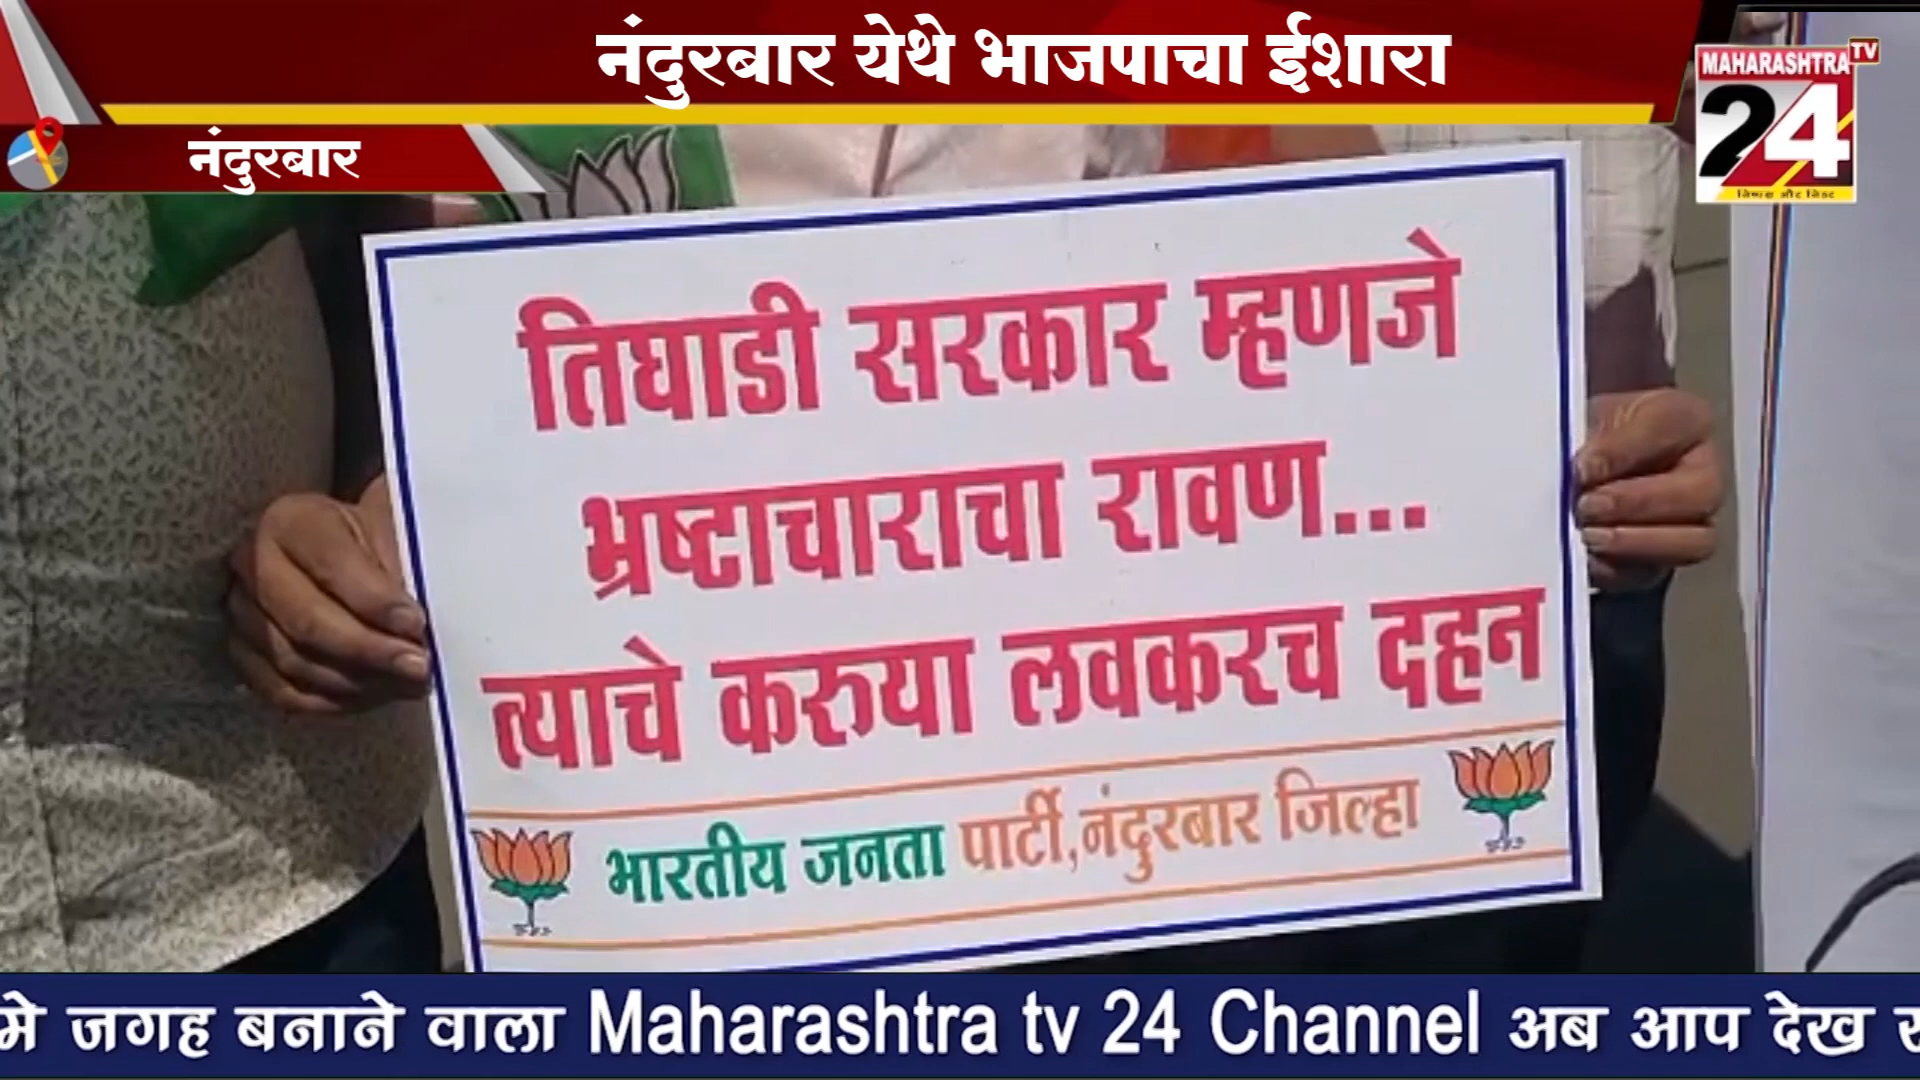 नंदुरबार येथे भाजपाचा ईशारा
MAHARASHTRA TV
24
नंदुरबार
तिघाडी सरकार म्हणजे
भ्रष्टाचाराचा रावण...
त्याचे करुया लवकरच दहन
भारतीय जनता पार्टी,नंदुरबार जिल्हा
मे जगह बनाने वाला Maharashtra tv 24 Channel अब आप देख